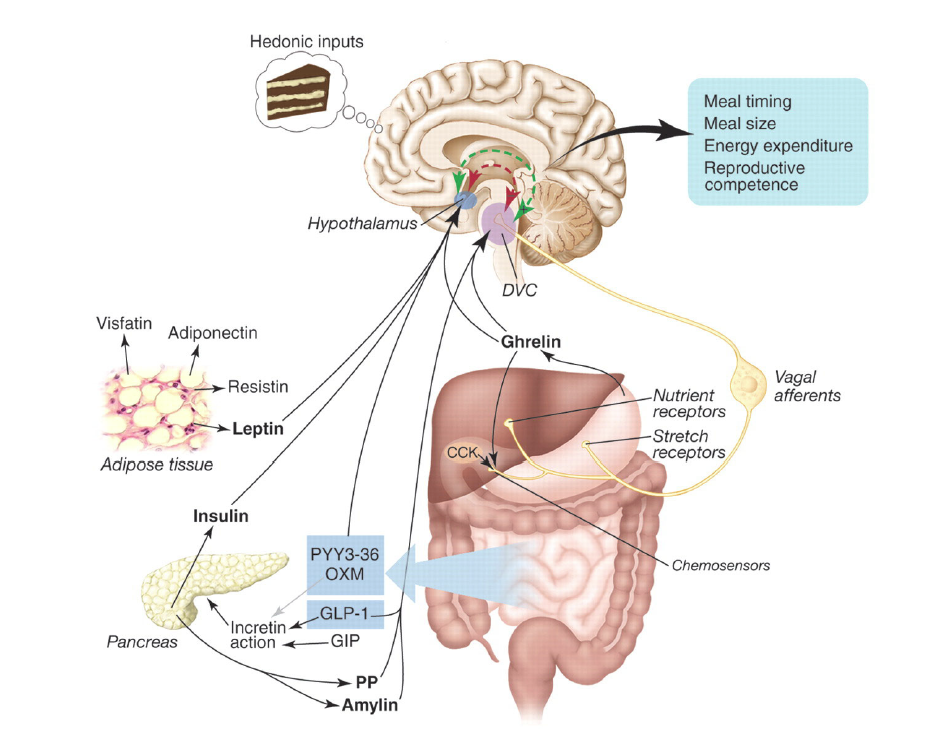 Hedonic inputs
Meal timing
Meal size
Energy expenditure
Reproductive
competence
Hypothalamus
DVC
Visfatin
Adiponectin
Resistin
Leptin
Adipose tissue
Ghrelin
Vagal
afferents
Nutrient
receptors
Stretch
receptors
CCK
Insulin
PYY3-36
OXM
Chemosensors
GLP-1
Incretin
action
GIP
Pancreas
PP
Amylin